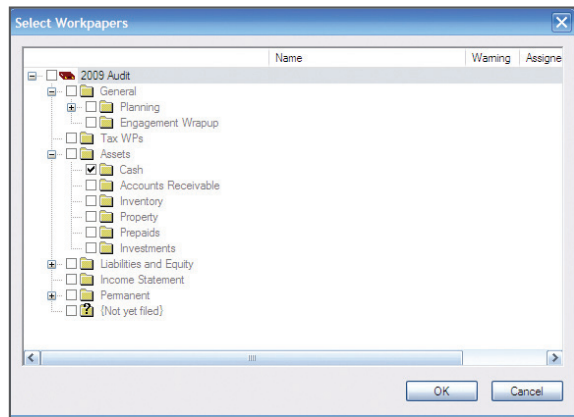 Select Workpapers
Name Warning Assigne
2009 Audit
General
Planning
Engagement Wrapup
Tax WPs
Assets
Cash
Accounts Receivable
Inventory
Property
Prepaids
Investments
Liabilities and Equity
Income Statement
Permanent
{Not yet filed}
OK Cancel